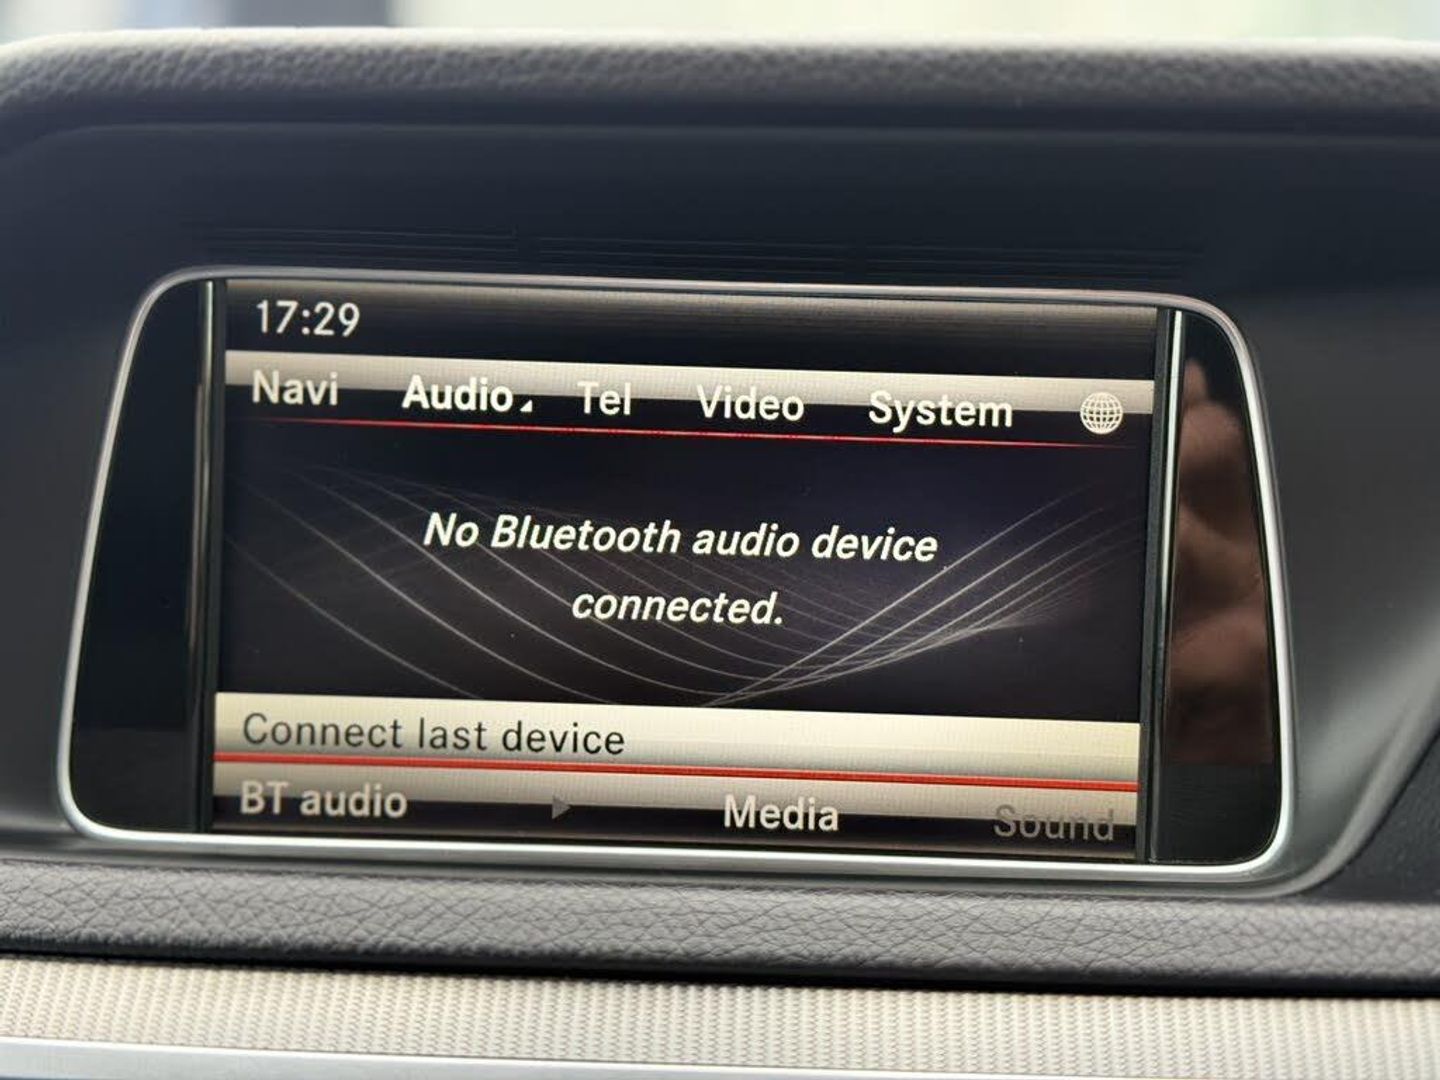 17:29
Navi Audio Tel Video System
No Bluetooth audio device
connected.
Connect last device
BT audio Media Sound